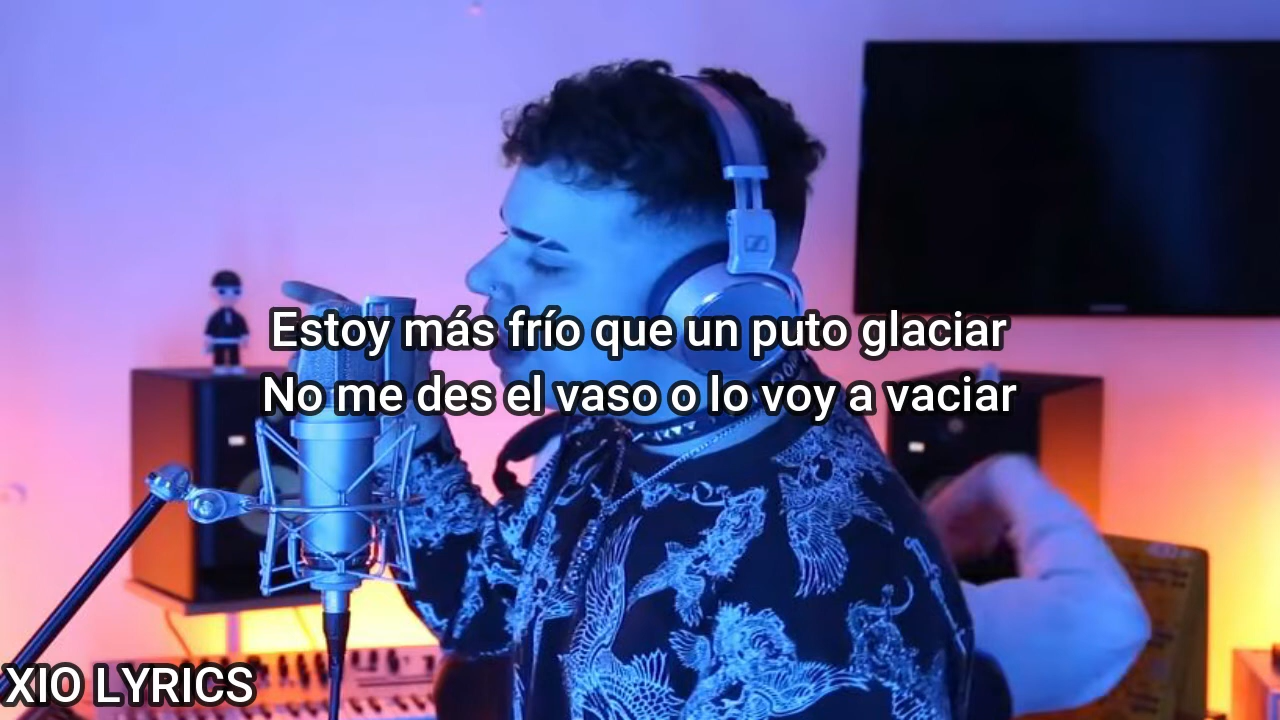 Estoy más frío que un puto glaciar
No me des el vaso o lo voy a vaciar
XIO LYRICS